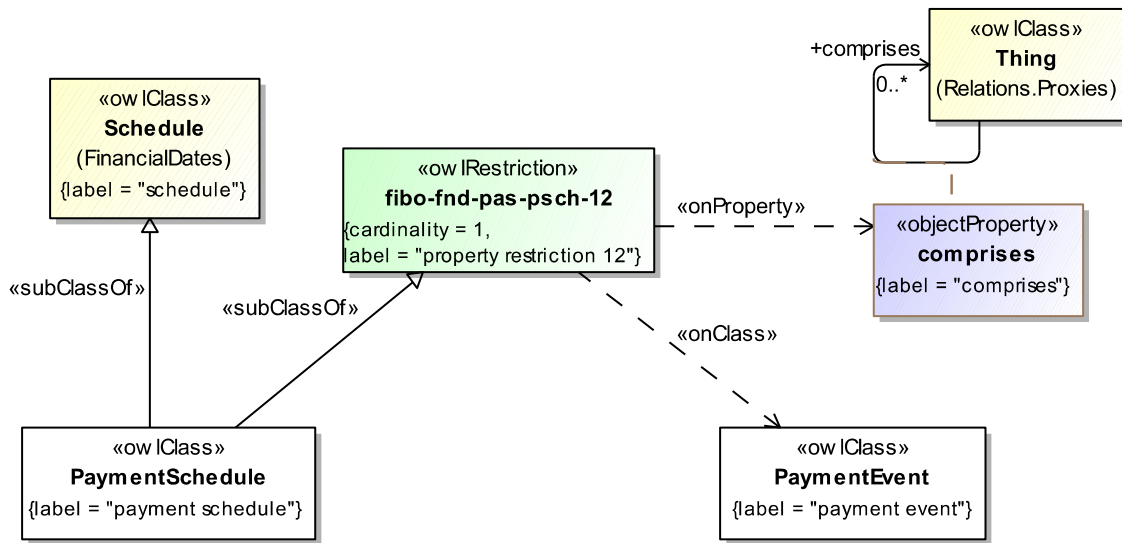 «owlClass»
Thing
(Relations.Proxies)
+comprises
0..*
«owlClass»
Schedule
(FinancialDates)
{label = "schedule"}
«owlRestriction»
fibo-fnd-pas-psch-12
{cardinality = 1,
label = "property restriction 12"}
«onProperty»
«objectProperty»
comprises
{label = "comprises"}
«subClassOf»
«subClassOf»
«onClass»
«owlClass»
PaymentSchedule
{label = "payment schedule"}
«owlClass»
PaymentEvent
{label = "payment event"}